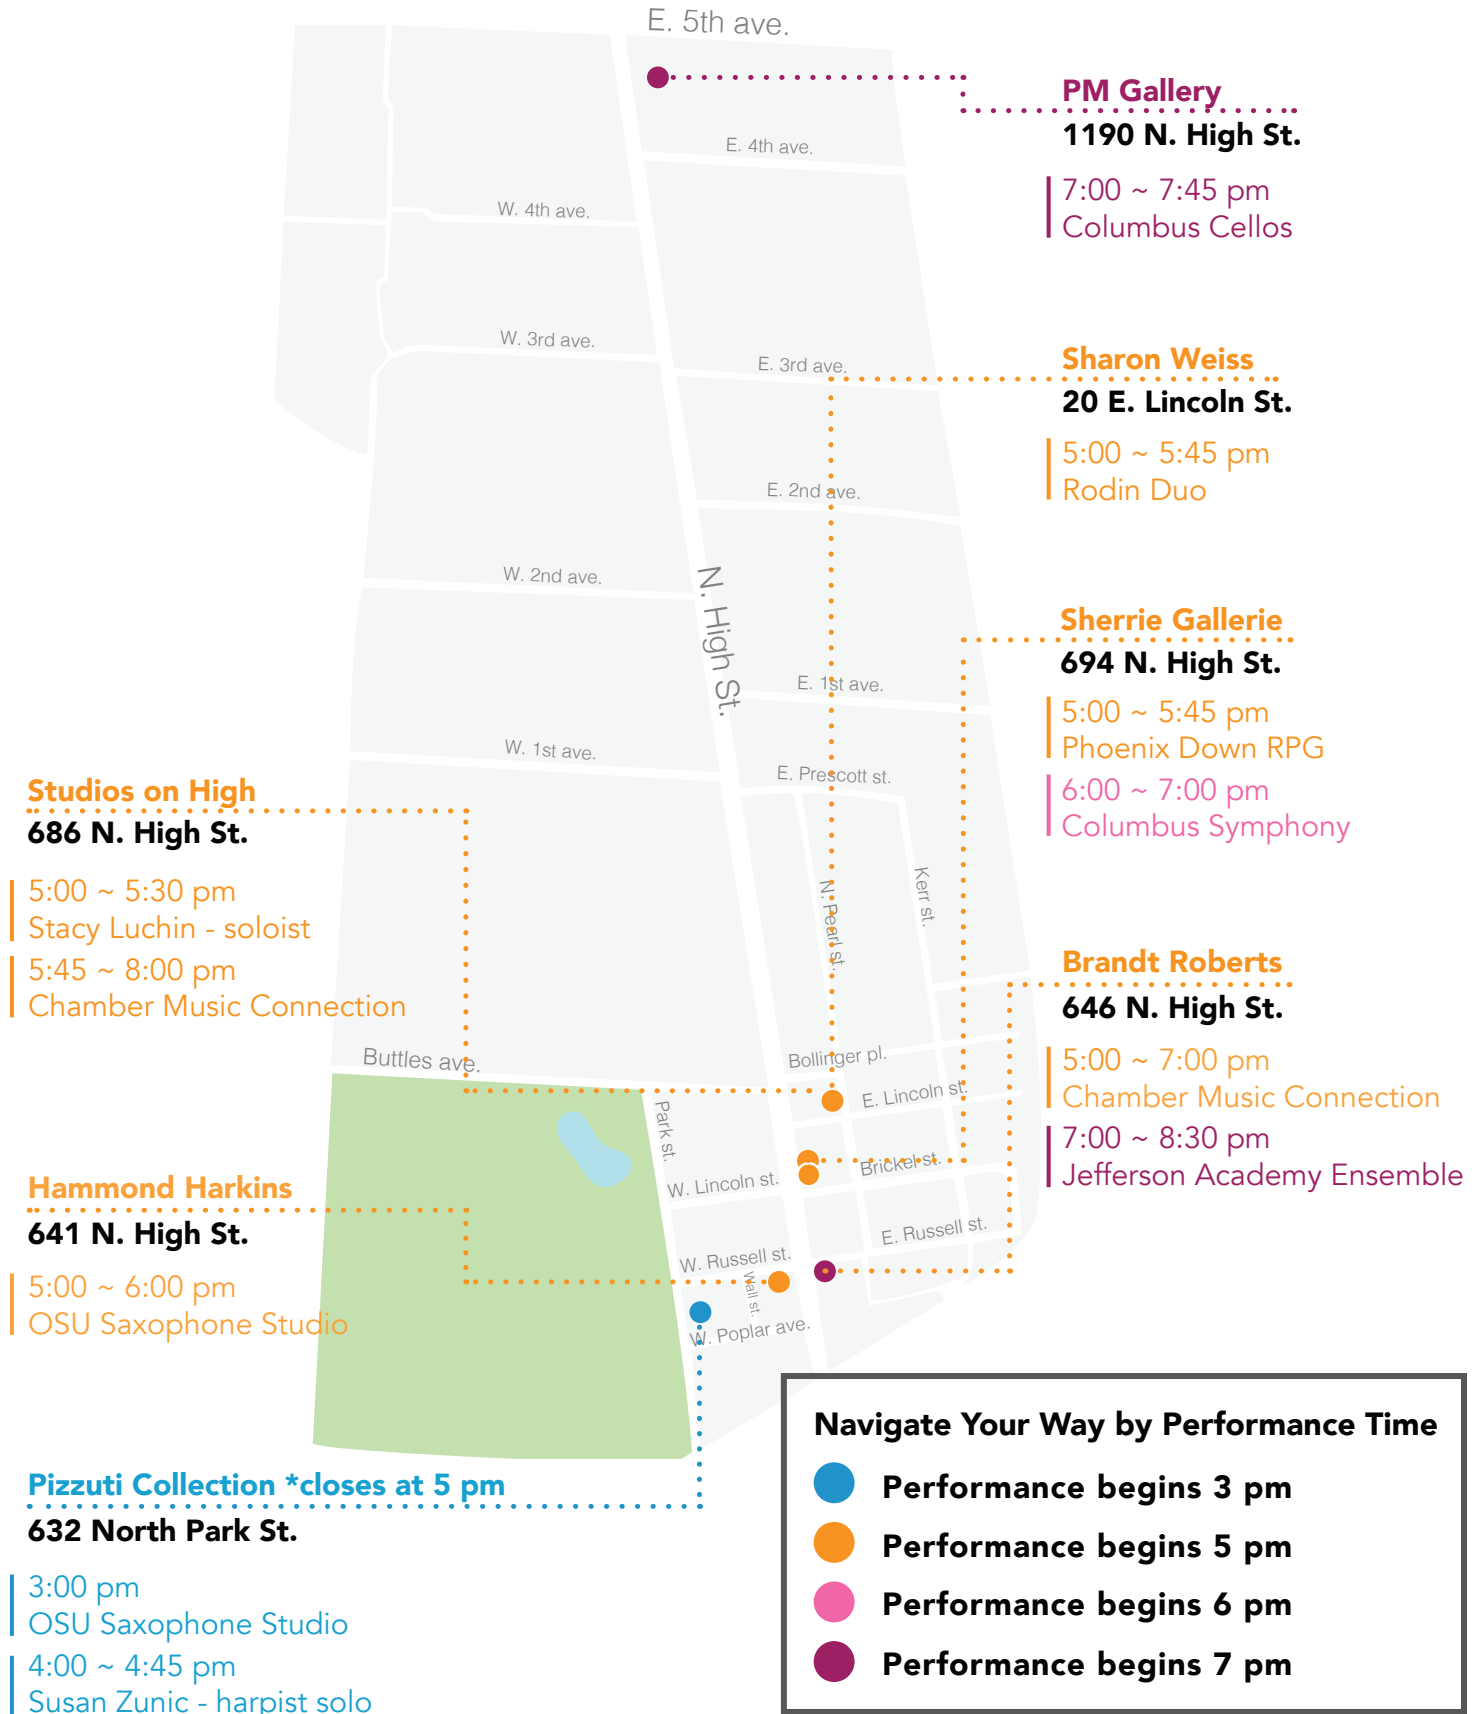 E. 5th ave.
PM Gallery
1190 N. High St.
7:00 ~ 7:45 pm
Columbus Cellos
E. 4th ave.
W. 4th ave.
W. 3rd ave.
E. 3rd ave.
Sharon Weiss
20 E. Lincoln St.
5:00 ~ 5:45 pm
Rodin Duo
E. 2nd ave.
W. 2nd ave.
N. High St.
Sherrie Gallerie
694 N. High St.
5:00 ~ 5:45 pm
Phoenix Down RPG
6:00 ~ 7:00 pm
Columbus Symphony
E. 1st ave.
W. 1st ave.
E. Prescott st.
Studios on High
686 N. High St.
5:00 ~ 5:30 pm
Stacy Luchin - soloist
5:45 ~ 8:00 pm
Chamber Music Connection
N. Pearl st.
Kerr st.
Brandt Roberts
646 N. High St.
5:00 ~ 7:00 pm
Chamber Music Connection
7:00 ~ 8:30 pm
Jefferson Academy Ensemble
Buttles ave.
Bollinger pl.
E. Lincoln st.
Park st.
Brickel st.
W. Lincoln st.
E. Russell st.
W. Russell st.
Wall st.
W. Poplar ave.
Hammond Harkins
641 N. High St.
5:00 ~ 6:00 pm
OSU Saxophone Studio
Pizzuti Collection *closes at 5 pm
632 North Park St.
3:00 pm
OSU Saxophone Studio
4:00 ~ 4:45 pm
Susan Zunic - harpist solo
Navigate Your Way by Performance Time
Performance begins 3 pm
Performance begins 5 pm
Performance begins 6 pm
Performance begins 7 pm